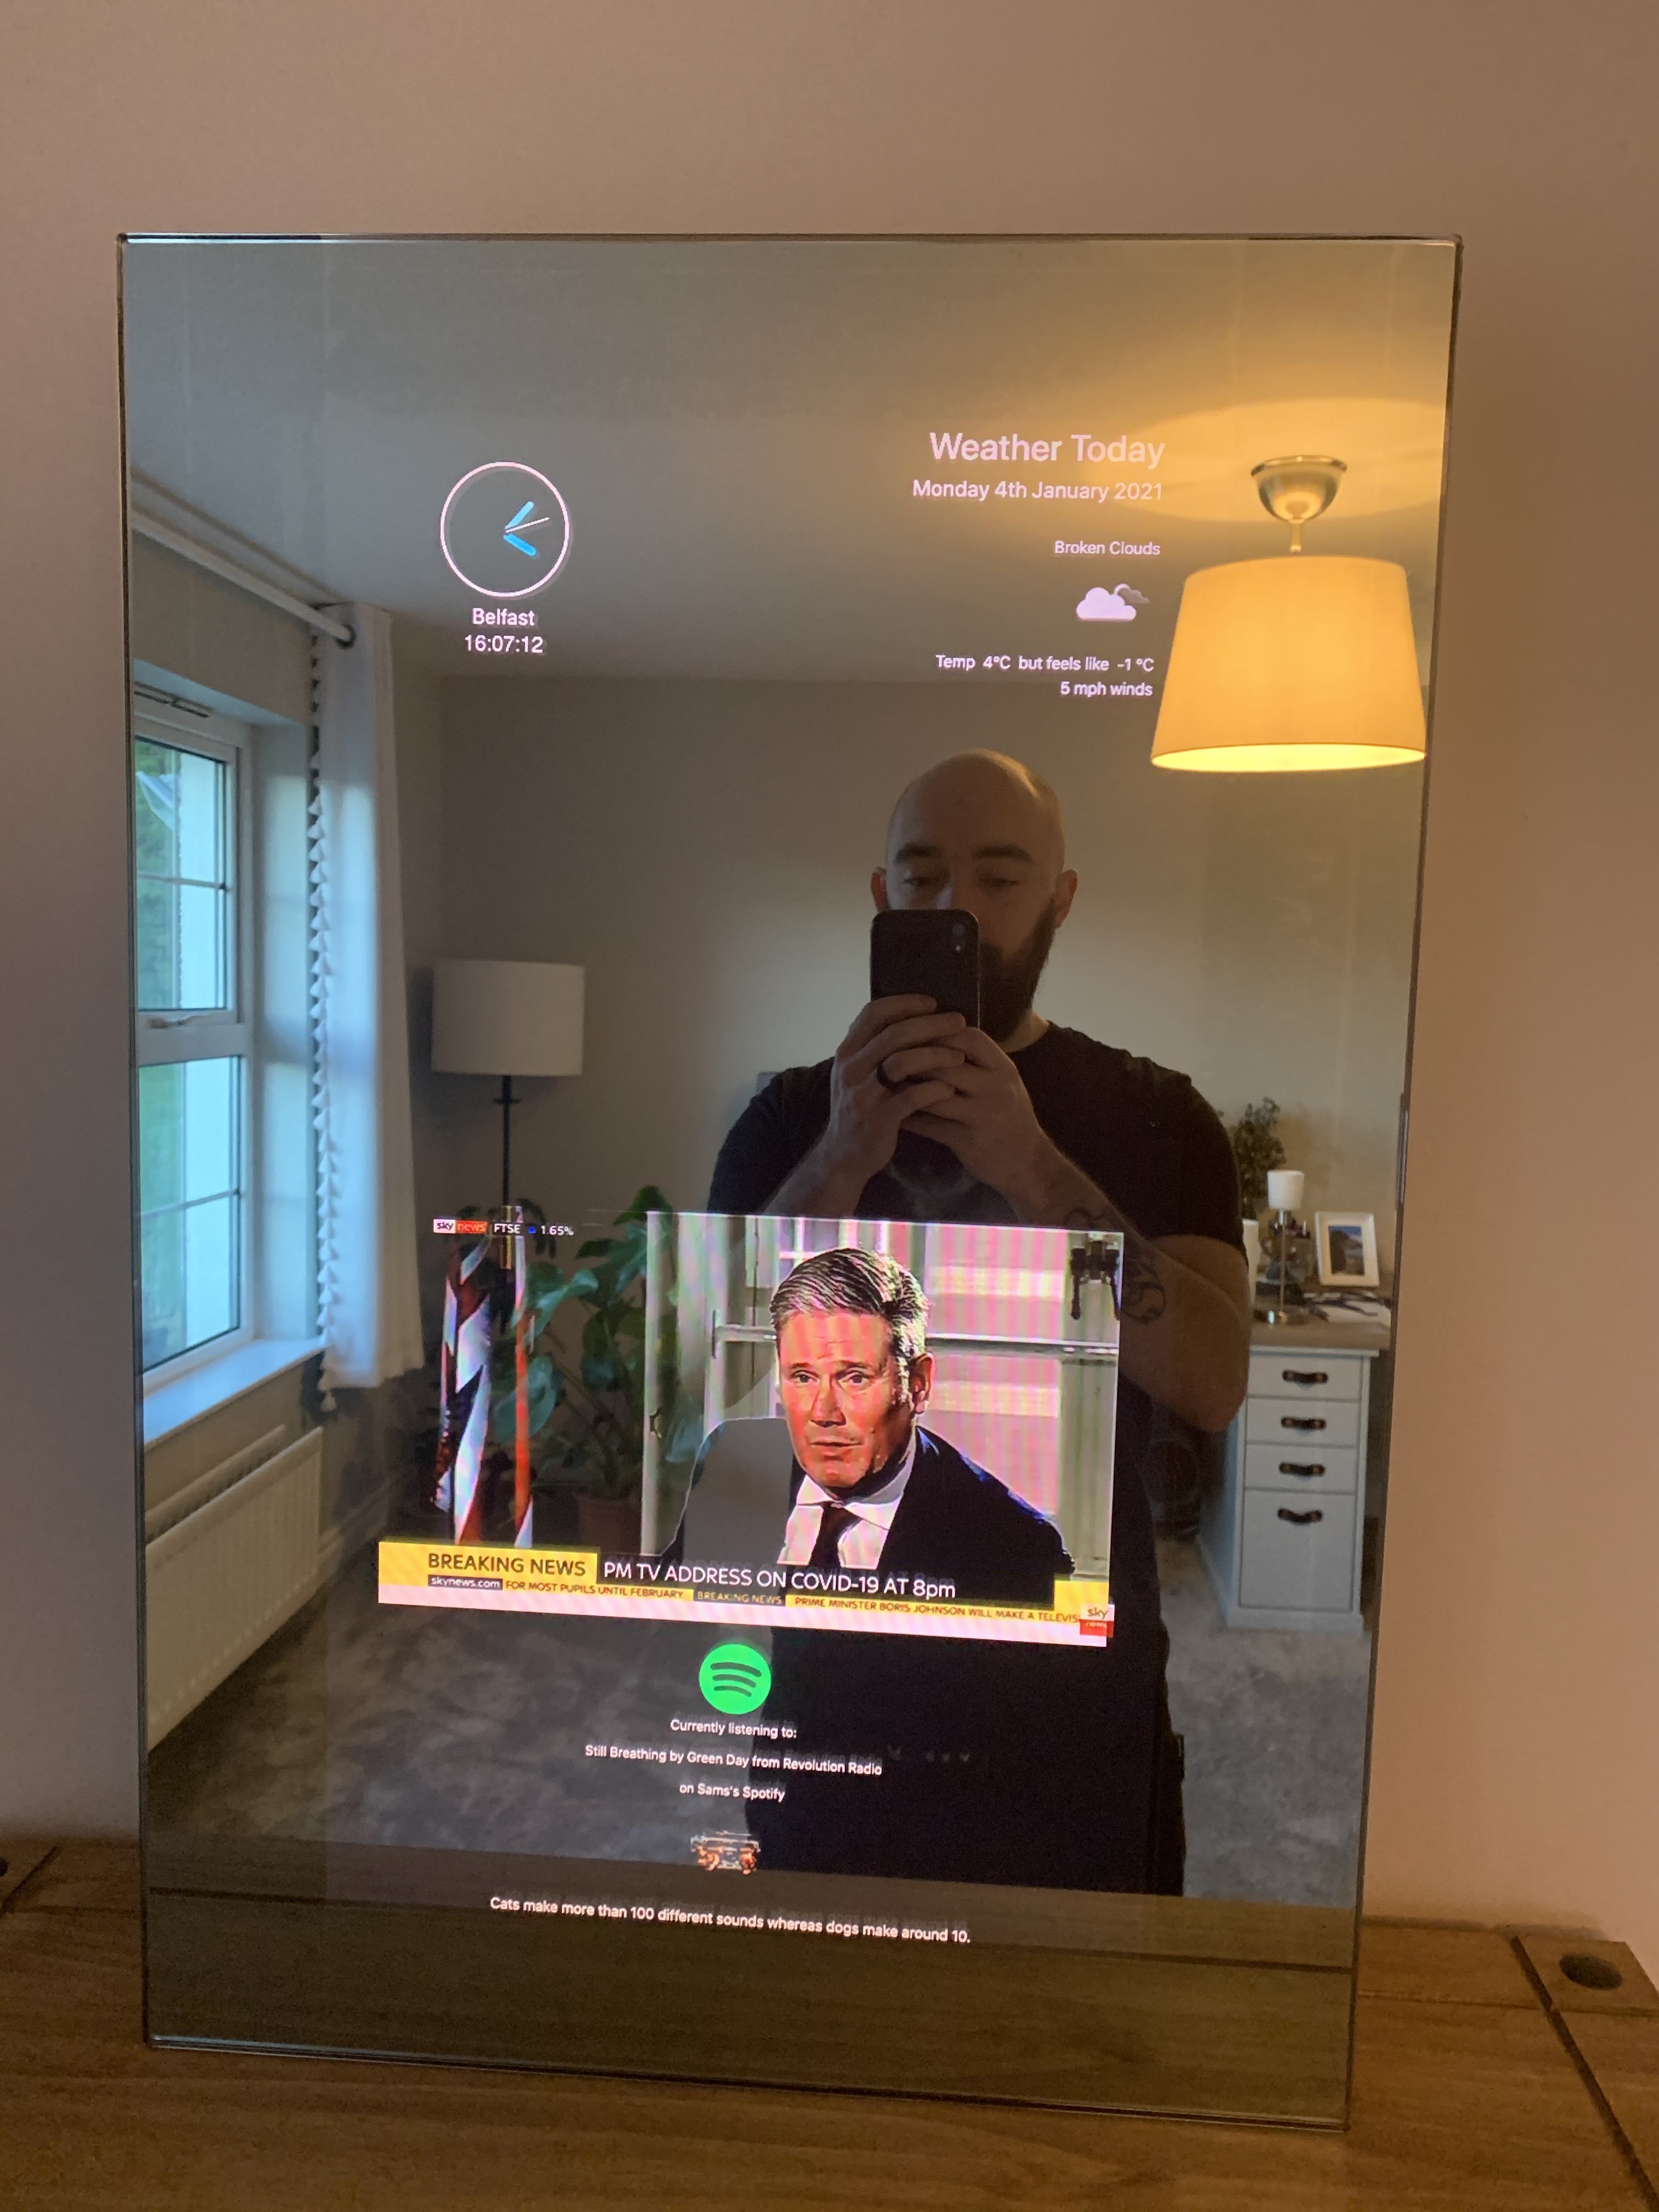 Weather Today
Monday 4th January 2021
Broken Clouds
Belfast
16:07:12
Temp 4°C but feels like -1 °C
5 mph winds
sky news FTSE 1.65%
BREAKING NEWS PM TV ADDRESS ON COVID-19 AT 8pm
skynews.com FOR MOST PUPILS UNTIL FEBRUARY BREAKING NEWS PRIME MINISTER BORIS JOHNSON WILL MAKE A TELEVIS
sky
news
Currently listening to:
Still Breathing by Green Day from Revolution Radio
on Sams's Spotify
Cats make more than 100 different sounds whereas dogs make around 10.